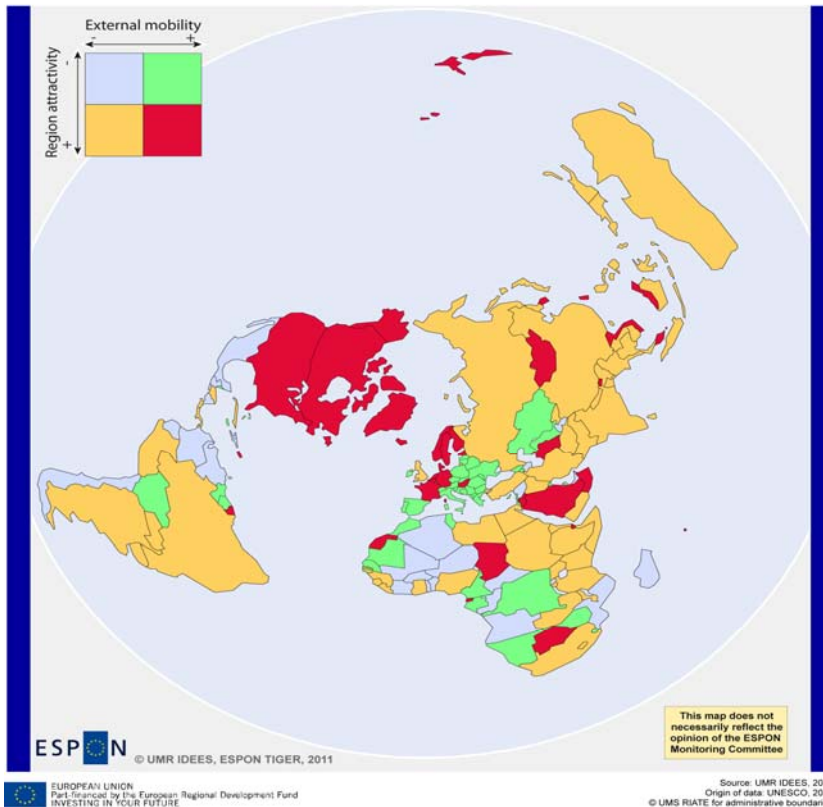 External mobility
- +
Region attractivity
-
+
This map does not
necessarily reflect the
opinion of the ESPON
Monitoring Committee
ESPON © UMR IDEES, ESPON TIGER, 2011
EUROPEAN UNION
Part-financed by the European Regional Development Fund
INVESTING IN YOUR FUTURE
Source: UMR IDEES, 20
Origin of data: UNESCO, 20
© UMS RIATE for administrative boundar